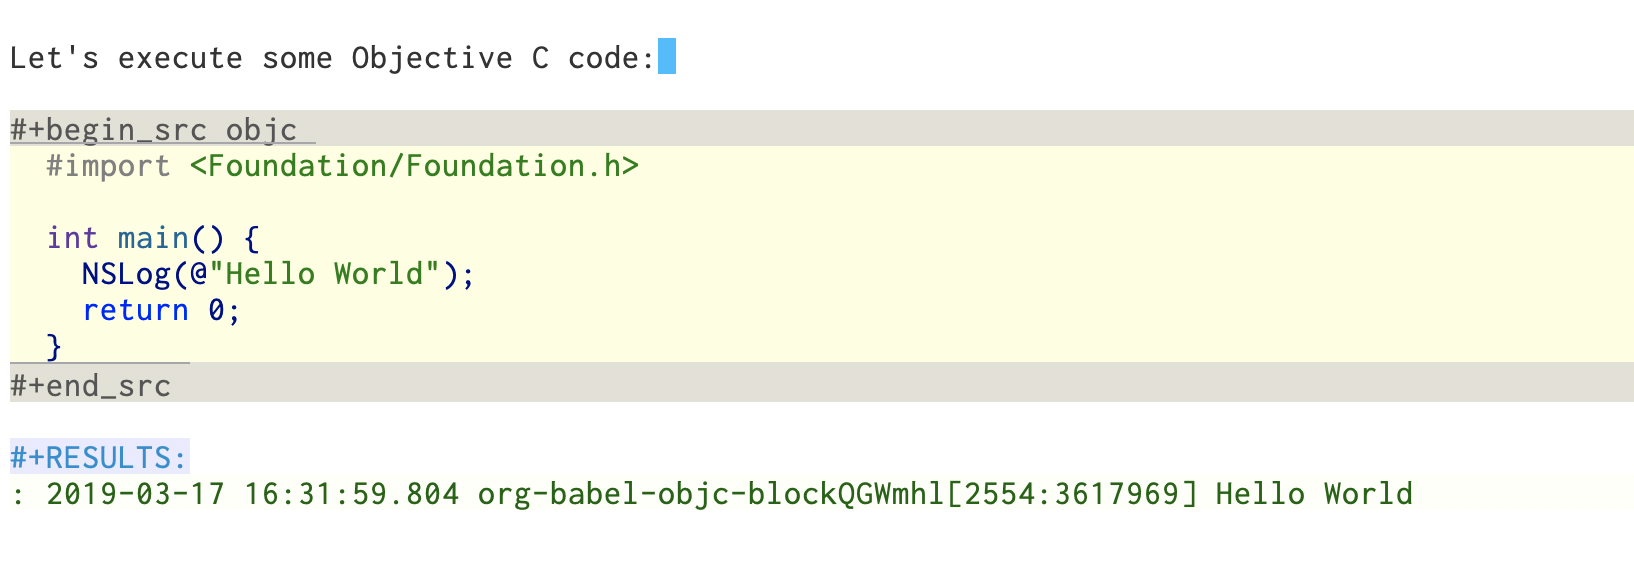 Let's execute some Objective C code:
#+begin_src objc
#import <Foundation/Foundation.h>
int main() {
NSLog(@"Hello World");
return 0;
}
#+end_src
#+RESULTS:
: 2019-03-17 16:31:59.804 org-babel-objc-blockQGWmhl[2554:3617969] Hello World